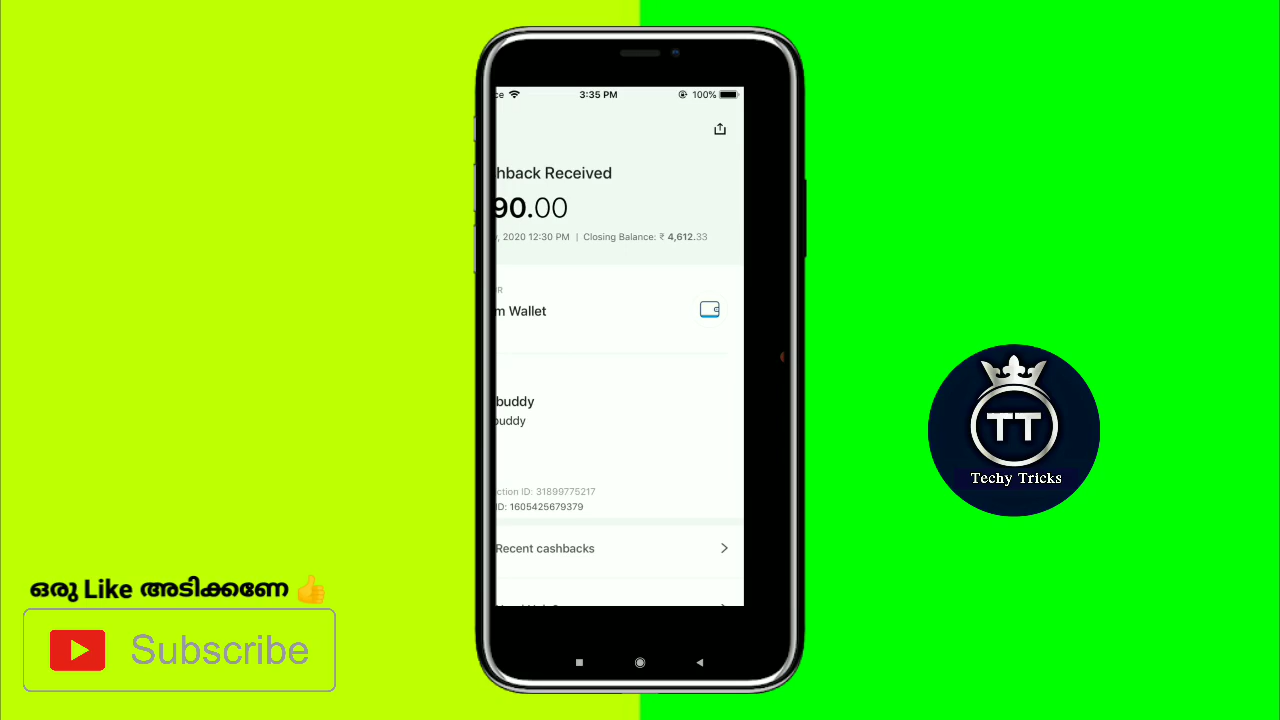 ce 3:35 PM 100%
hback Received
90.00
, 2020 12:30 PM | Closing Balance: ₹ 4,612.33
R
m Wallet
buddy
buddy
ction ID: 31899775217
ID: 1605425679379
Recent cashbacks
TT
Techy Tricks
ഒരു Like അടിക്കണേ 👍
Subscribe